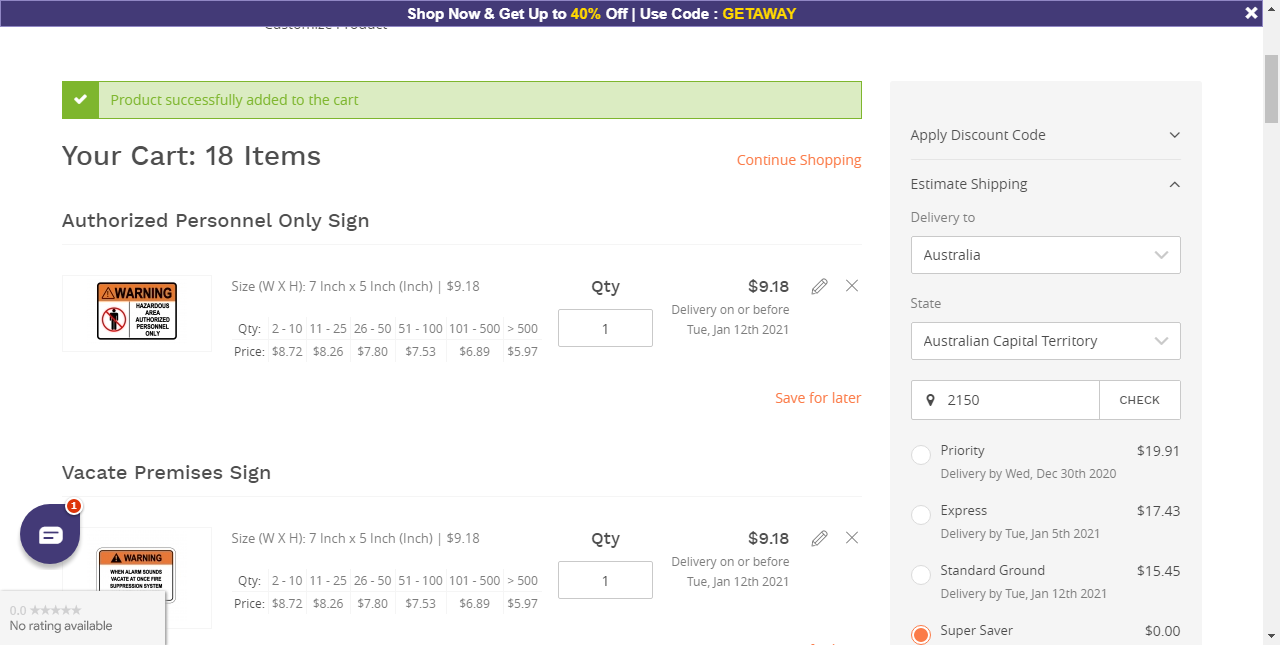 Shop Now & Get Up to 40% Off | Use Code : GETAWAY
Customize Product
Product successfully added to the cart
Your Cart: 18 Items
Continue Shopping
Authorized Personnel Only Sign
WARNING
HAZARDOUS
AREA
AUTHORIZED
PERSONNEL
ONLY
Size (W X H): 7 Inch x 5 Inch (Inch) | $9.18
Qty: 2 - 10 11 - 25 26 - 50 51 - 100 101 - 500 > 500
Price: $8.72 $8.26 $7.80 $7.53 $6.89 $5.97
Qty
1
$9.18
Delivery on or before
Tue, Jan 12th 2021
Save for later
Vacate Premises Sign
WARNING
WHEN ALARM SOUNDS
VACATE AT ONCE FIRE
SUPPRESSION SYSTEM
Size (W X H): 7 Inch x 5 Inch (Inch) | $9.18
Qty: 2 - 10 11 - 25 26 - 50 51 - 100 101 - 500 > 500
Price: $8.72 $8.26 $7.80 $7.53 $6.89 $5.97
Qty
1
$9.18
Delivery on or before
Tue, Jan 12th 2021
1
0.0
No rating available
Apply Discount Code
Estimate Shipping
Delivery to
Australia
State
Australian Capital Territory
2150 CHECK
Priority $19.91
Delivery by Wed, Dec 30th 2020
Express $17.43
Delivery by Tue, Jan 5th 2021
Standard Ground $15.45
Delivery by Tue, Jan 12th 2021
Super Saver $0.00